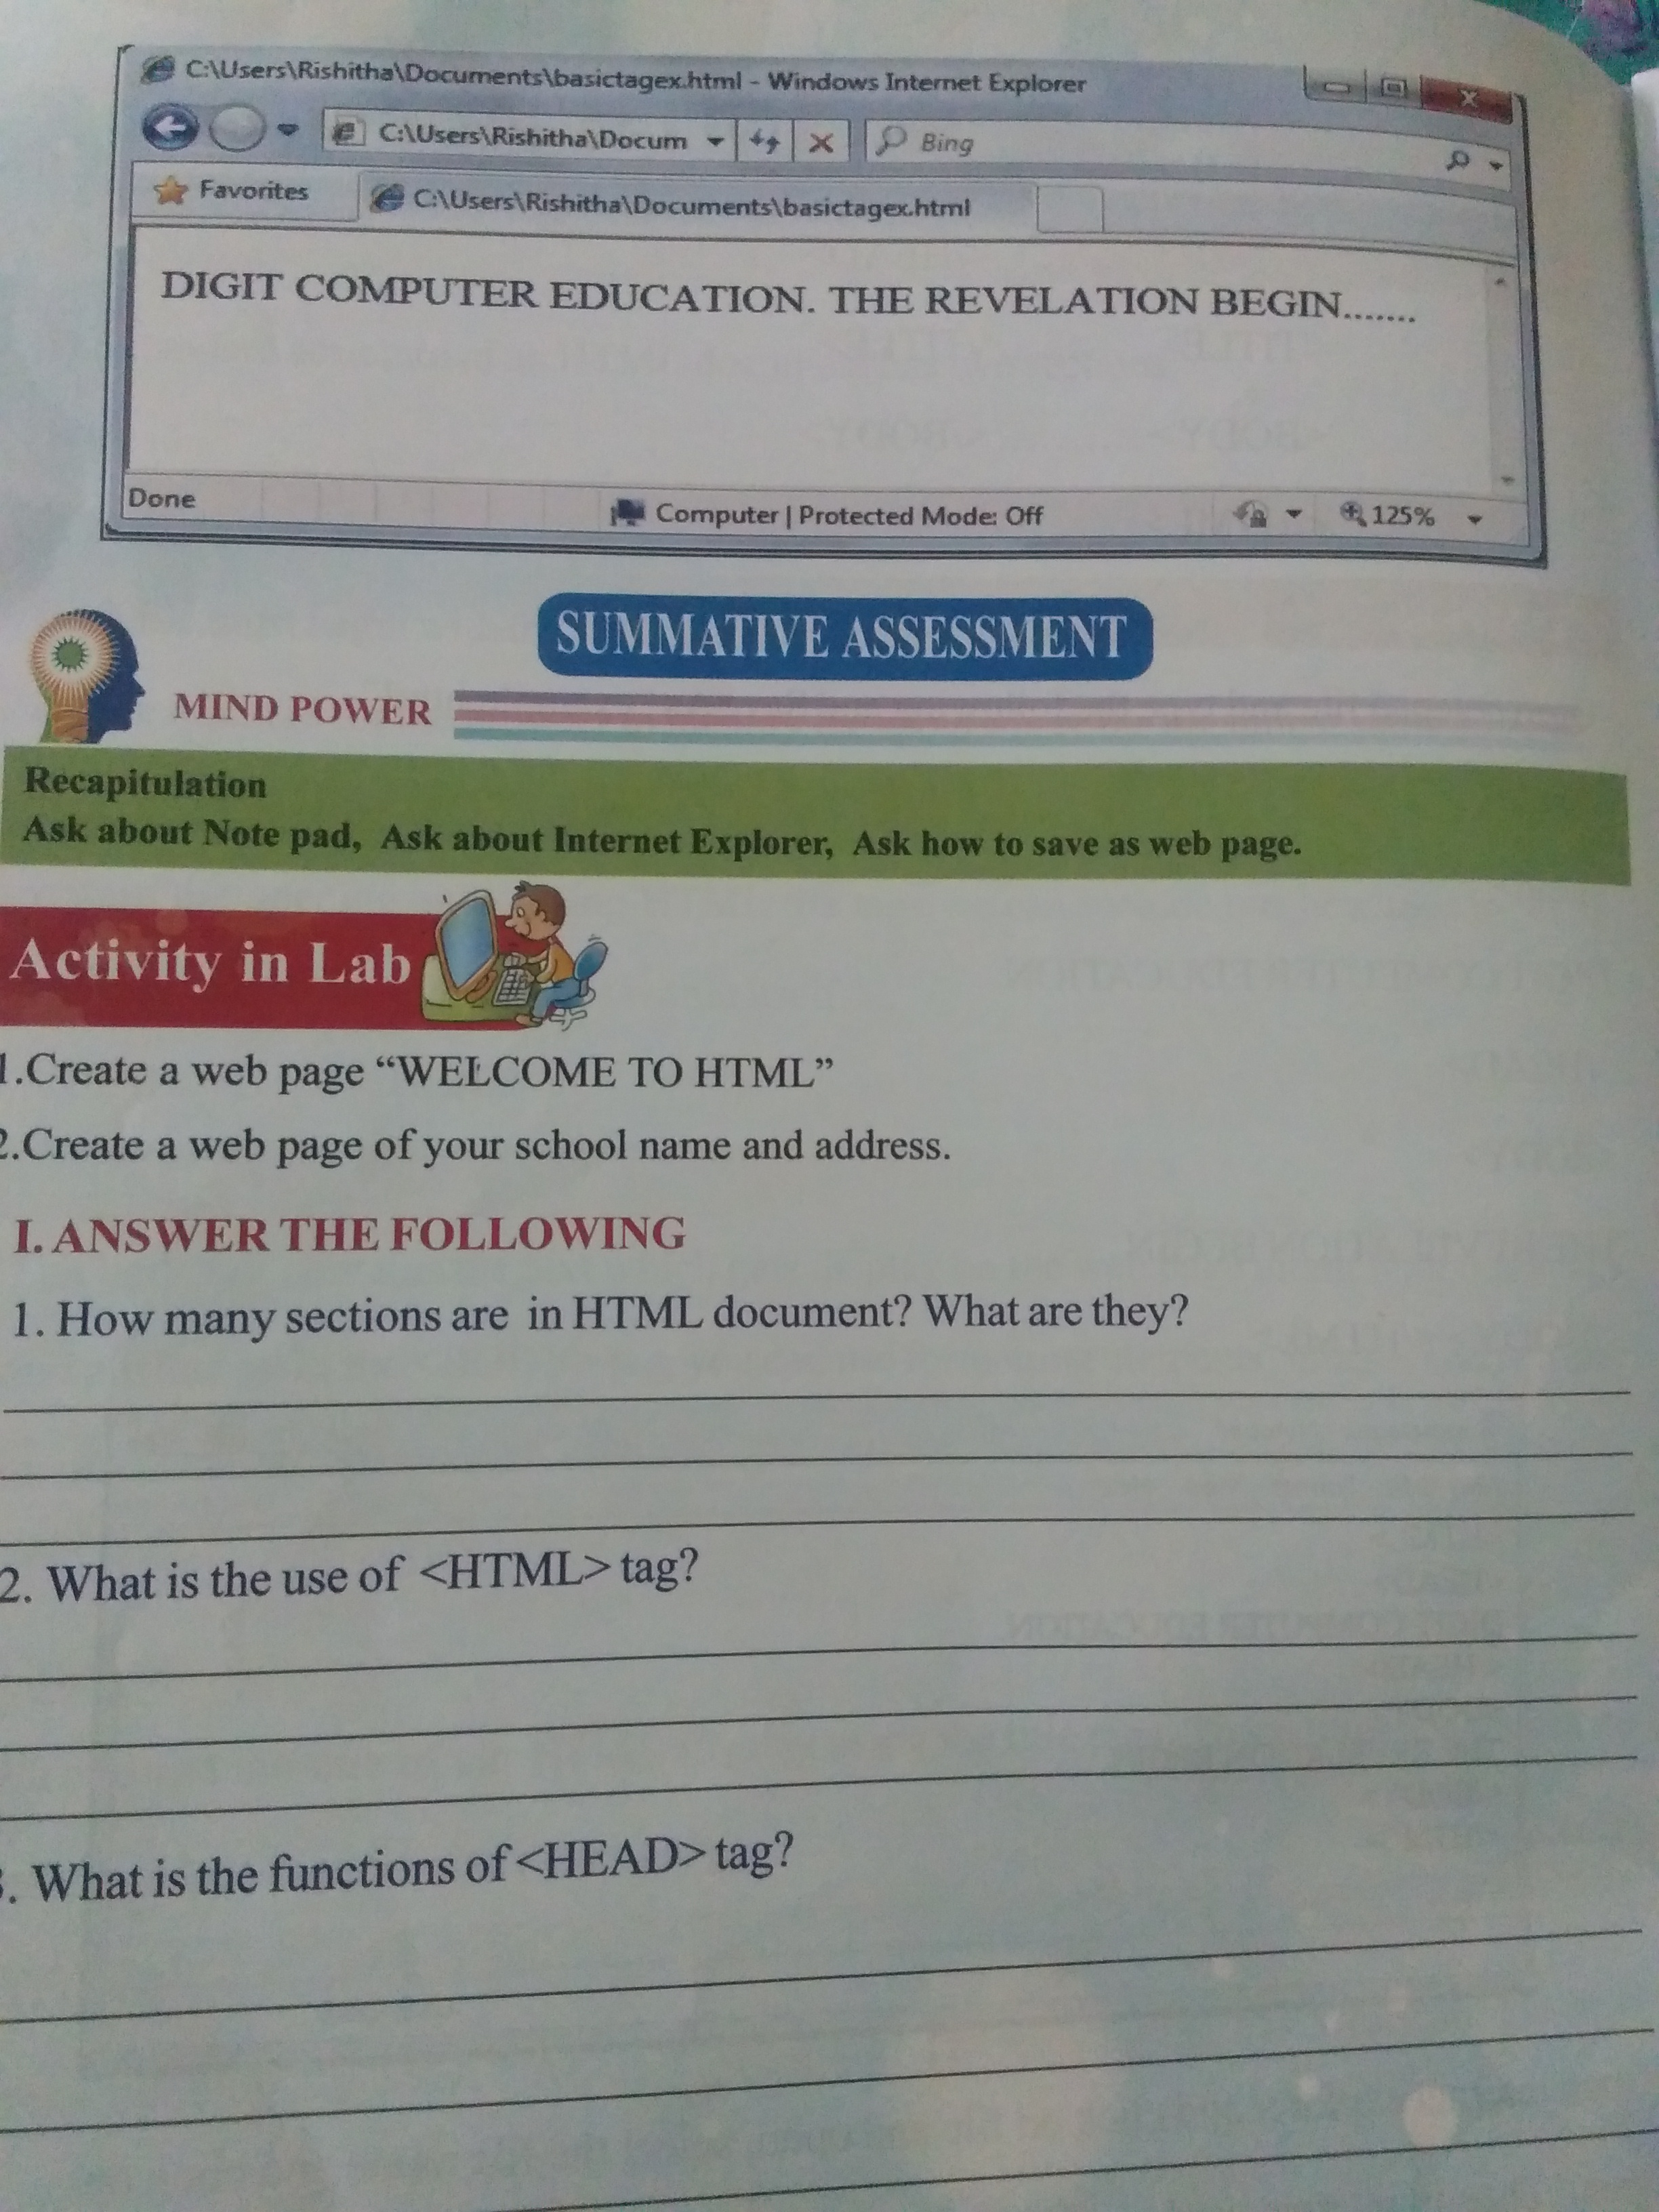 C:\Users\Rishitha\Documents\basictagex.html - Windows Internet Explorer
C:\Users\Rishitha\Docum
Bing
Favorites
C:\Users\Rishitha\Documents\basictagex.html
DIGIT COMPUTER EDUCATION. THE REVELATION BEGIN.......
Done
Computer | Protected Mode: Off
125%
SUMMATIVE ASSESSMENT
MIND POWER
Recapitulation
Ask about Note pad, Ask about Internet Explorer, Ask how to save as web page.
Activity in Lab
1.Create a web page “WELCOME TO HTML”
2.Create a web page of your school name and address.
I. ANSWER THE FOLLOWING
1. How many sections are in HTML document? What are they?
2. What is the use of <HTML> tag?
. What is the functions of <HEAD> tag?